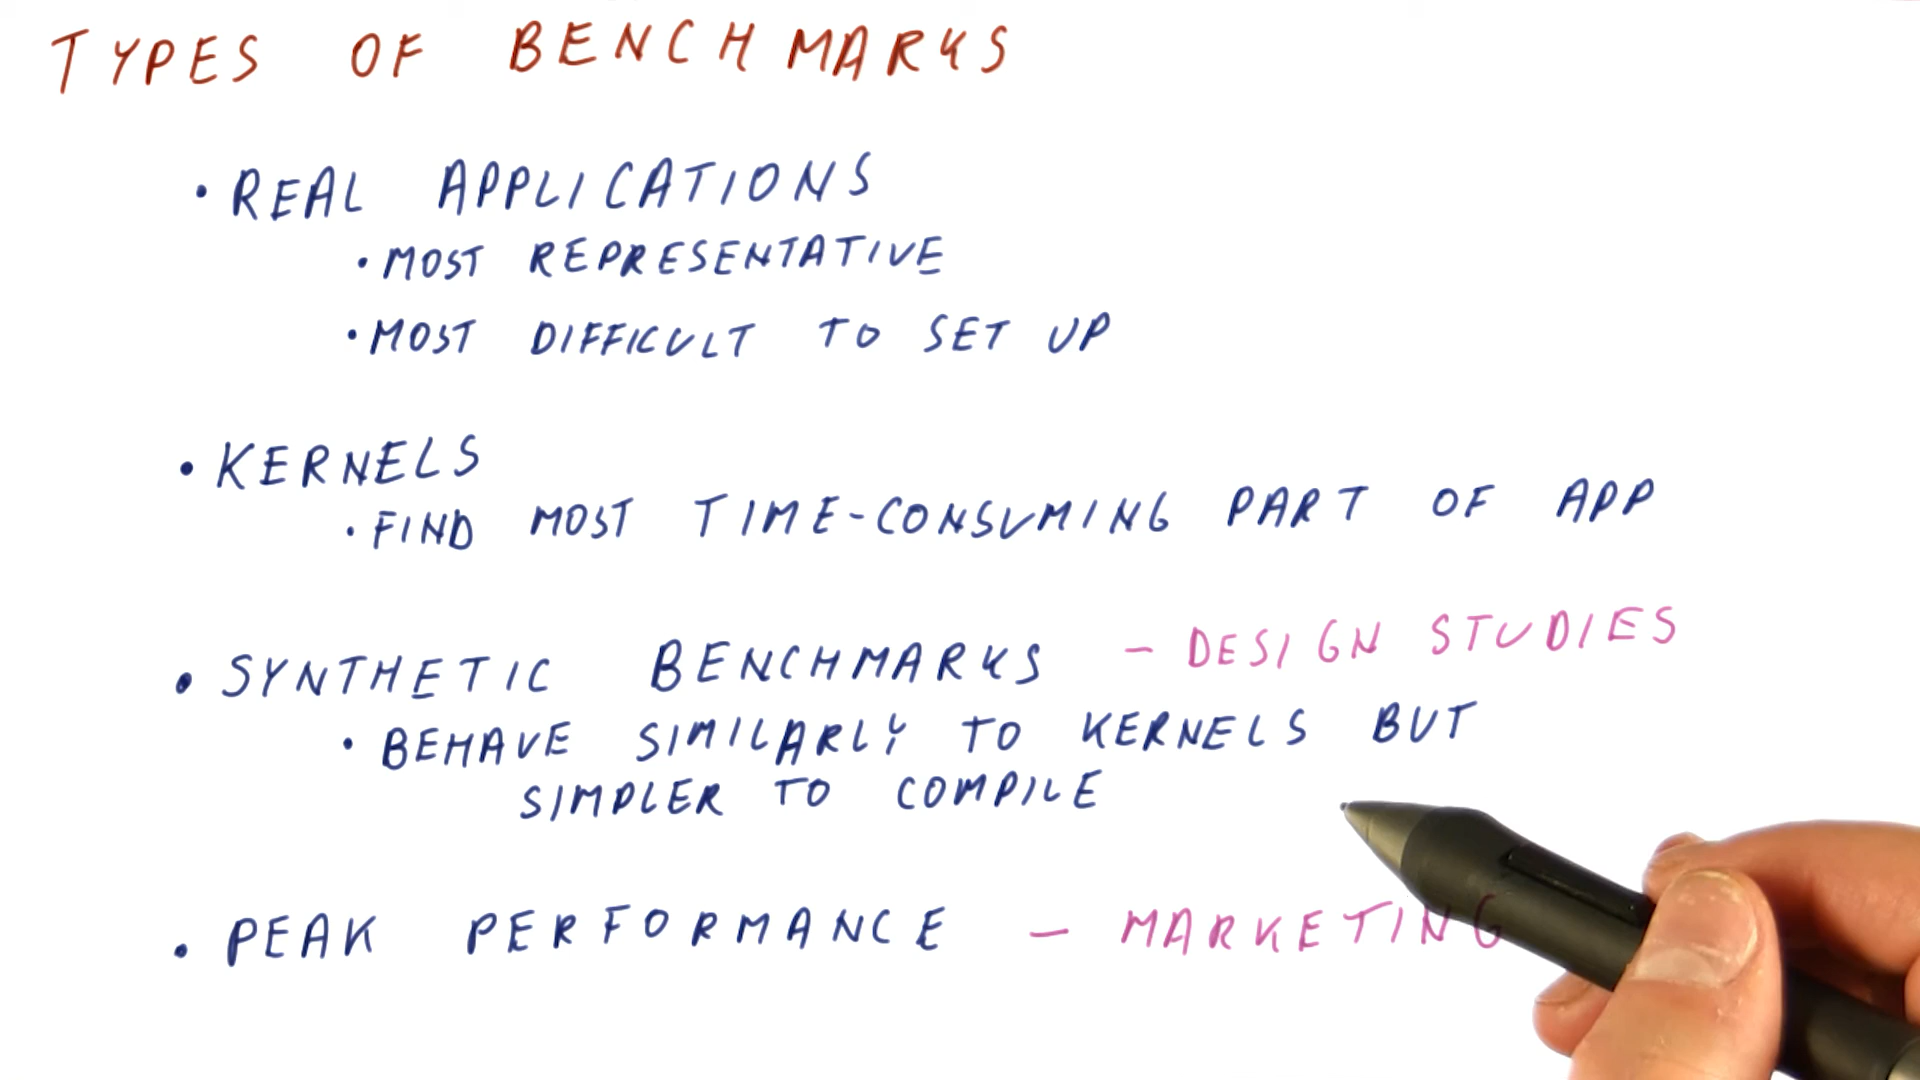 TYPES OF BENCHMARKS
• REAL APPLICATIONS
• MOST REPRESENTATIVE
• MOST DIFFICULT TO SET UP
• KERNELS
• FIND MOST TIME-CONSUMING PART OF APP
• SYNTHETIC BENCHMARKS – DESIGN STUDIES
• BEHAVE SIMILARLY TO KERNELS BUT
SIMPLER TO COMPILE
• PEAK PERFORMANCE – MARKETING